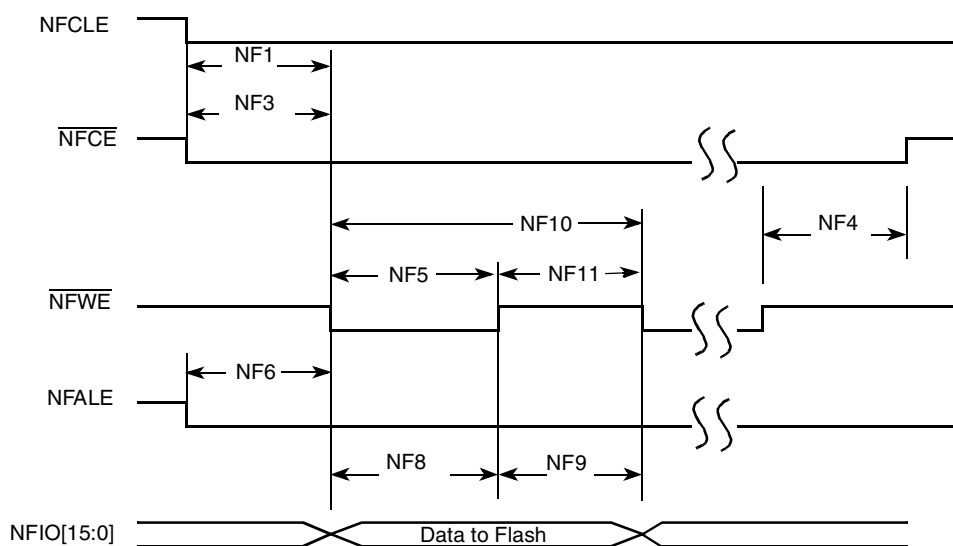 NFCLE
NF1
NF3
NFCE
NF10
NF4
NF5
NF11
NFWE
NF6
NFALE
NF8
NF9
NFIO[15:0]
Data to Flash